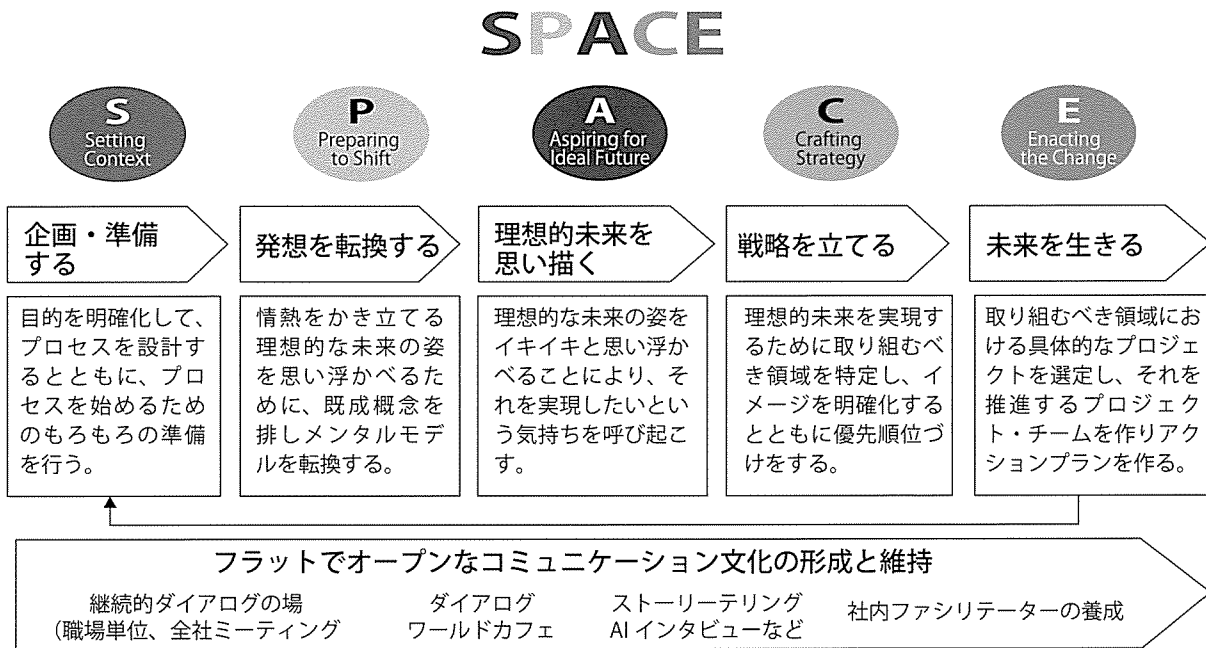 SPACE
S
Setting
Context
P
Preparing
to Shift
A
Aspiring for
Ideal Future
C
Crafting
Strategy
E
Enacting
the Change
企画・準備
する
発想を転換する
理想的未来を
思い描く
戦略を立てる
未来を生きる
目的を明確化して、
プロセスを設計す
るとともに、プロ
セスを始めるため
のもろもろの準備
を行う。
情熱をかき立てる
理想的な未来の姿
を思い浮かべるた
めに、既成概念を
排しメンタルモデ
ルを転換する。
理想的な未来の姿を
イキイキと思い浮か
べることにより、そ
れを実現したいとい
う気持ちを呼び起こ
す。
理想的未来を実現す
るために取り組むべ
き領域を特定し、イ
メージを明確化する
とともに優先順位づ
けをする。
取り組むべき領域にお
ける具体的なプロジェ
クトを選定し、それを
推進するプロジェク
ト・チームを作りアク
ションプランを作る。
フラットでオープンなコミュニケーション文化の形成と維持
継続的ダイアログの場
(職場単位、全社ミーティング
ダイアログ
ワールドカフェ
ストーリーテリング
AI インタビューなど
社内ファシリテーターの養成